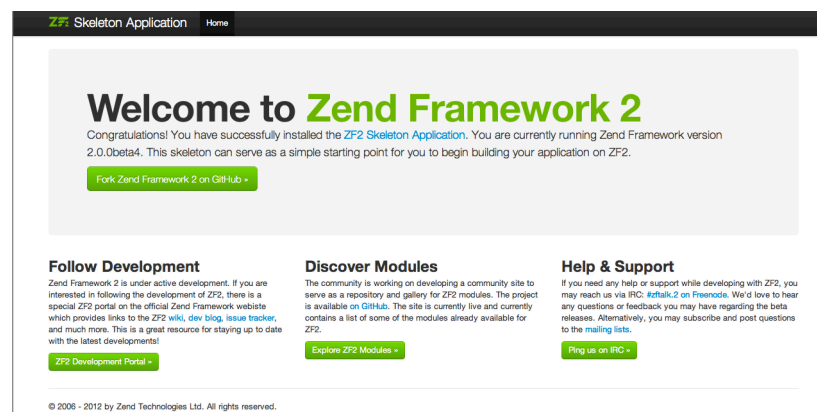 ZF2 Skeleton Application Home
Welcome to Zend Framework 2
Congratulations! You have successfully installed the ZF2 Skeleton Application. You are currently running Zend Framework version
2.0.0beta4. This skeleton can serve as a simple starting point for you to begin building your application on ZF2.
Fork Zend Framework 2 on GitHub »
Follow Development
Zend Framework 2 is under active development. If you are
interested in following the development of ZF2, there is a
special ZF2 portal on the official Zend Framework webiste
which provides links to the ZF2 wiki, dev blog, issue tracker,
and much more. This is a great resource for staying up to date
with the latest developments!
ZF2 Development Portal »
Discover Modules
The community is working on developing a community site to
serve as a repository and gallery for ZF2 modules. The project
is available on GitHub. The site is currently live and currently
contains a list of some of the modules already available for
ZF2.
Explore ZF2 Modules »
Help & Support
If you need any help or support while developing with ZF2, you
may reach us via IRC: #zftalk.2 on Freenode. We'd love to hear
any questions or feedback you may have regarding the beta
releases. Alternatively, you may subscribe and post questions
to the mailing lists.
Ping us on IRC »
© 2006 - 2012 by Zend Technologies Ltd. All rights reserved.